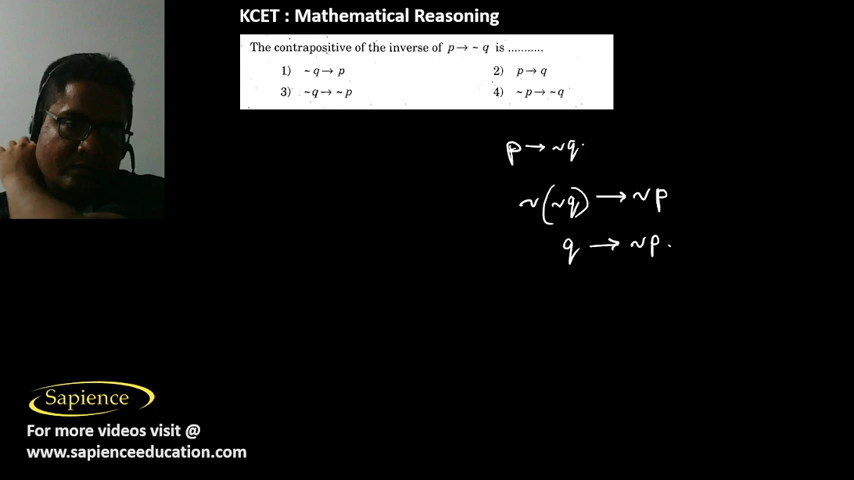 KCET : Mathematical Reasoning
The contrapositive of the inverse of p → ~ q is ...........
1) ~ q → p
2) p → q
3) ~q → ~ p
4) ~ p → ~q
p → ~q.
~(~q) → ~p
q → ~p.
Sapience
For more videos visit @
www.sapienceeducation.com